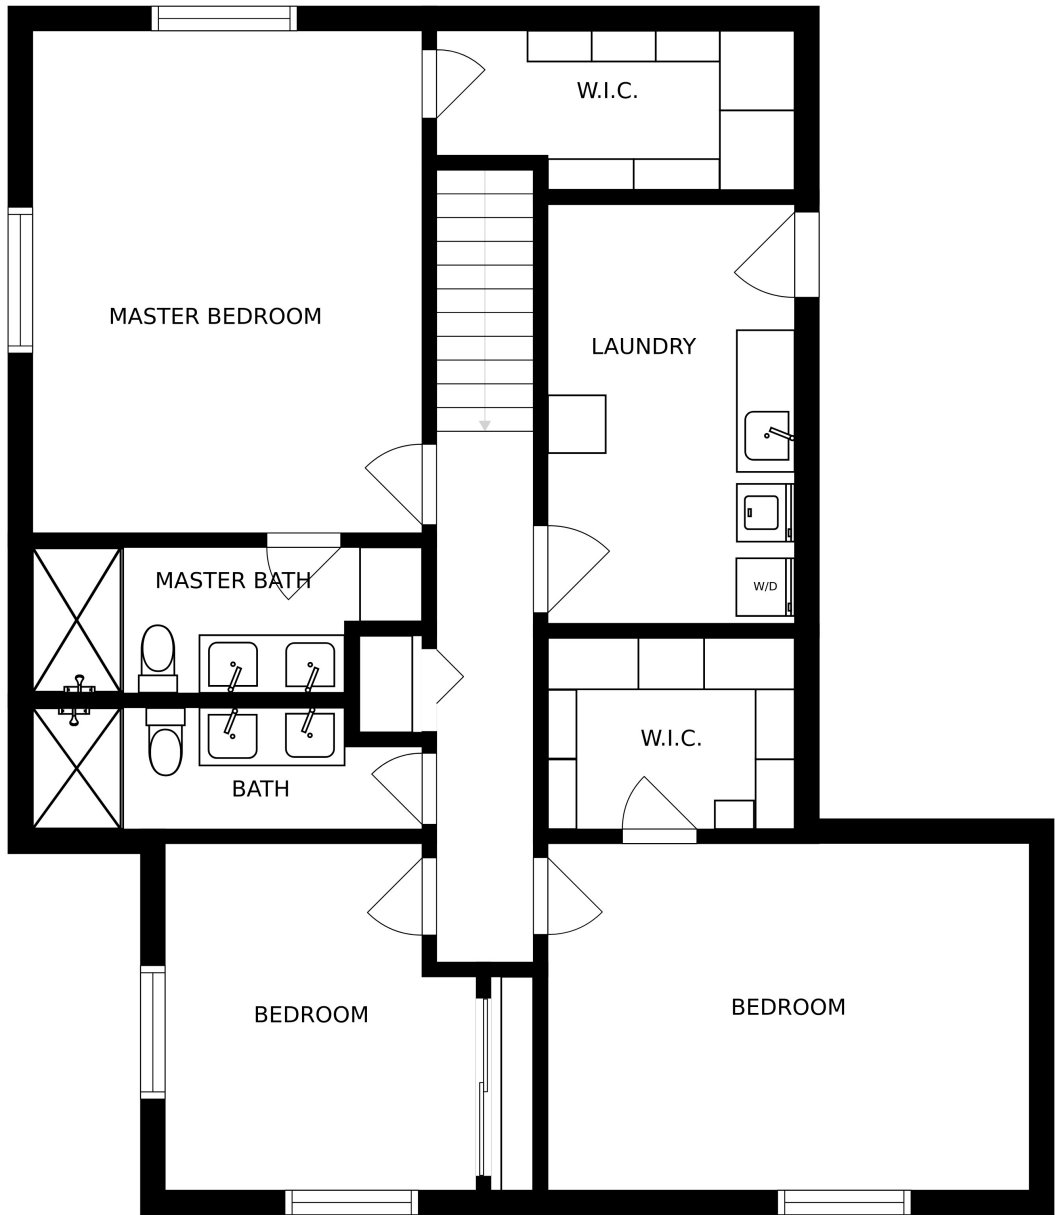 W.I.C.
MASTER BEDROOM
LAUNDRY
MASTER BATH
W/D
W.I.C.
BATH
BEDROOM
BEDROOM